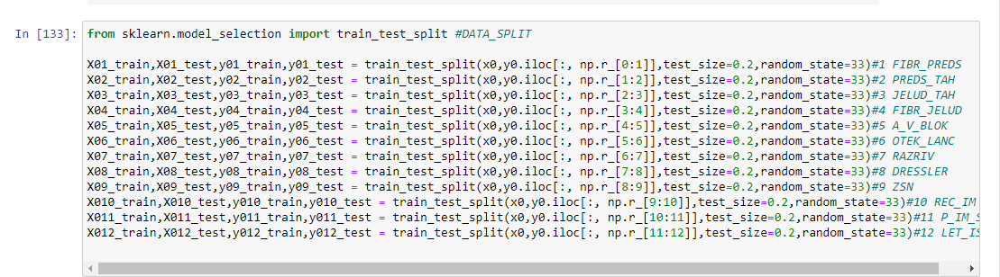 In [133]: from sklearn.model_selection import train_test_split #DATA_SPLIT
X01_train,X01_test,y01_train,y01_test = train_test_split(x0,y0.iloc[:, np.r_[0:1]],test_size=0.2,random_state=33)#1 FIBR_PREDS
X02_train,X02_test,y02_train,y02_test = train_test_split(x0,y0.iloc[:, np.r_[1:2]],test_size=0.2,random_state=33)#2 PREDS_TAH
X03_train,X03_test,y03_train,y03_test = train_test_split(x0,y0.iloc[:, np.r_[2:3]],test_size=0.2,random_state=33)#3 JELUD_TAH
X04_train,X04_test,y04_train,y04_test = train_test_split(x0,y0.iloc[:, np.r_[3:4]],test_size=0.2,random_state=33)#4 FIBR_JELUD
X05_train,X05_test,y05_train,y05_test = train_test_split(x0,y0.iloc[:, np.r_[4:5]],test_size=0.2,random_state=33)#5 A_V_BLOK
X06_train,X06_test,y06_train,y06_test = train_test_split(x0,y0.iloc[:, np.r_[5:6]],test_size=0.2,random_state=33)#6 OTEK_LANC
X07_train,X07_test,y07_train,y07_test = train_test_split(x0,y0.iloc[:, np.r_[6:7]],test_size=0.2,random_state=33)#7 RAZRIV
X08_train,X08_test,y08_train,y08_test = train_test_split(x0,y0.iloc[:, np.r_[7:8]],test_size=0.2,random_state=33)#8 DRESSLER
X09_train,X09_test,y09_train,y09_test = train_test_split(x0,y0.iloc[:, np.r_[8:9]],test_size=0.2,random_state=33)#9 ZSN
X010_train,X010_test,y010_train,y010_test = train_test_split(x0,y0.iloc[:, np.r_[9:10]],test_size=0.2,random_state=33)#10 REC_IM
X011_train,X011_test,y011_train,y011_test = train_test_split(x0,y0.iloc[:, np.r_[10:11]],test_size=0.2,random_state=33)#11 P_IM_S
X012_train,X012_test,y012_train,y012_test = train_test_split(x0,y0.iloc[:, np.r_[11:12]],test_size=0.2,random_state=33)#12 LET_IS